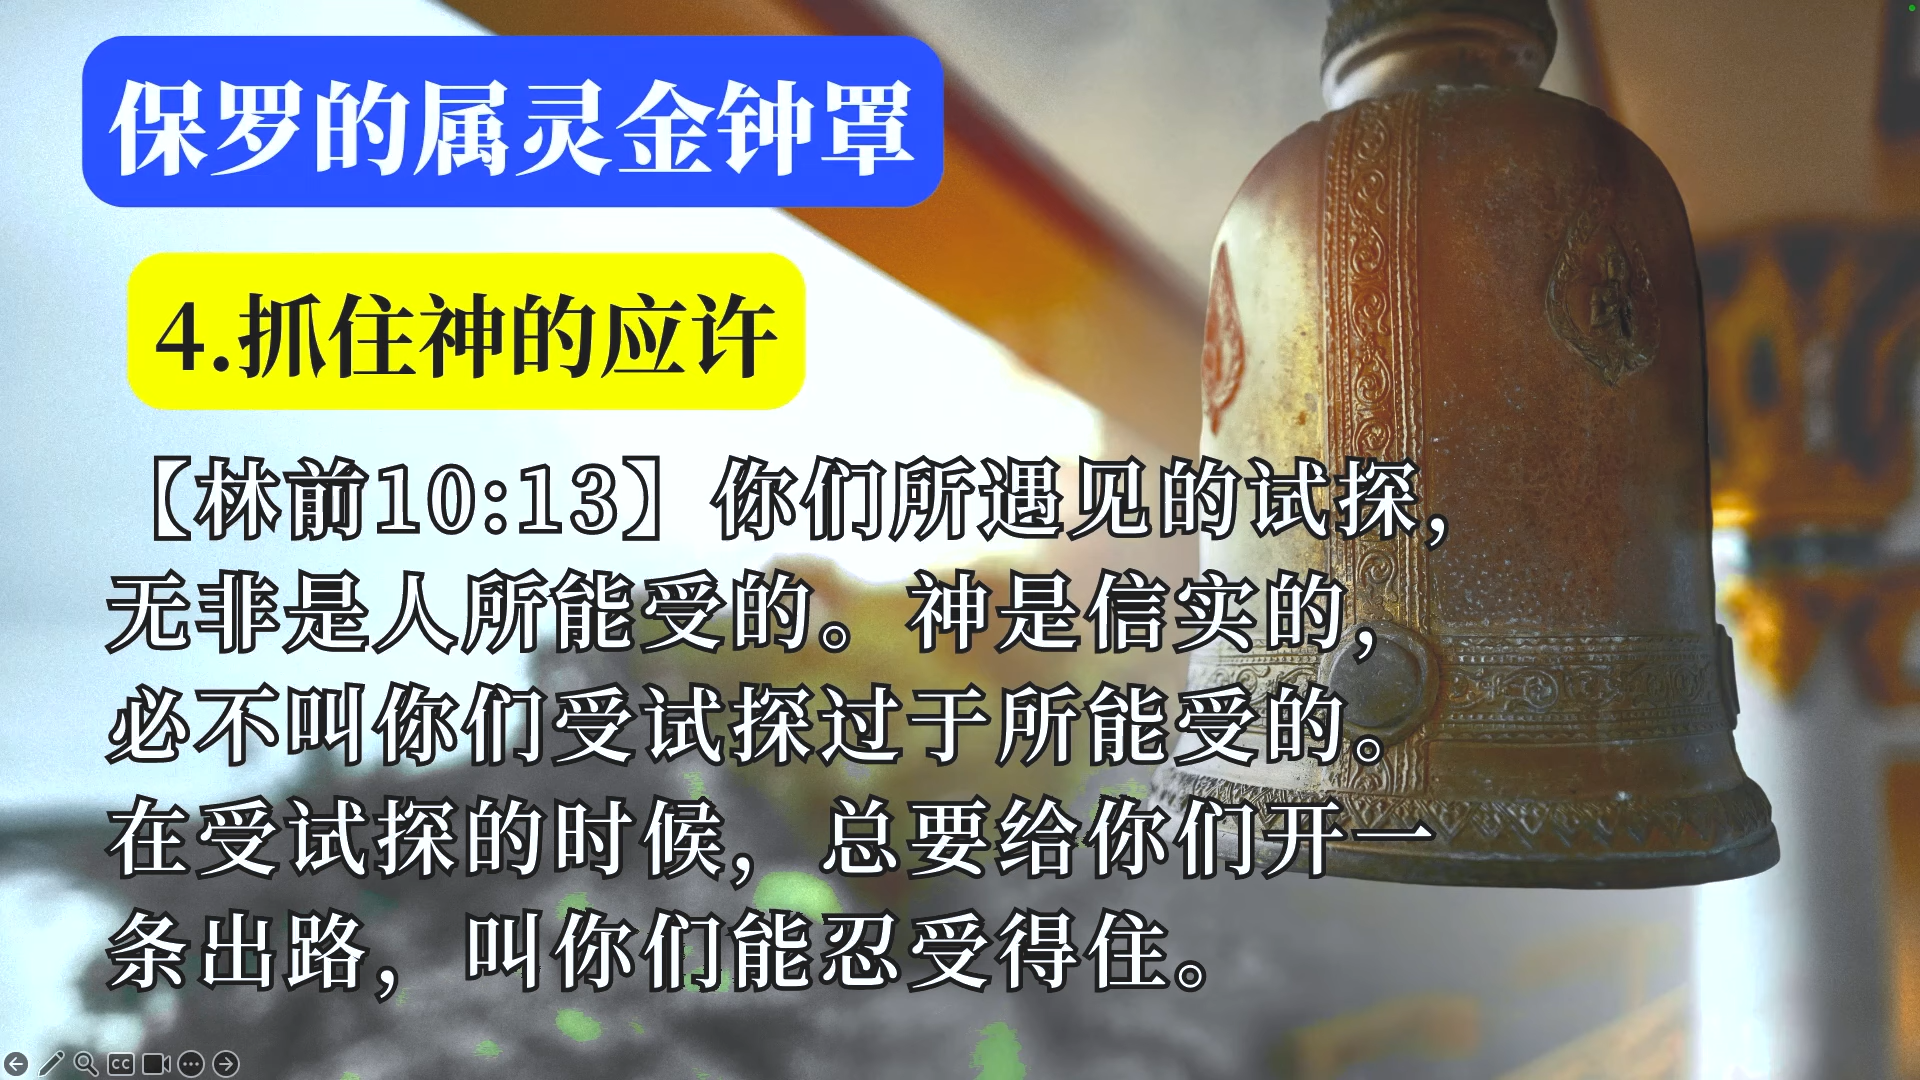 保罗的属灵金钟罩
4.抓住神的应许
【林前10:13】你们所遇见的试探，
无非是人所能受的。神是信实的，
必不叫你们受试探过于所能受的。
在受试探的时候，总要给你们开一
条出路，叫你们能忍受得住。
CC